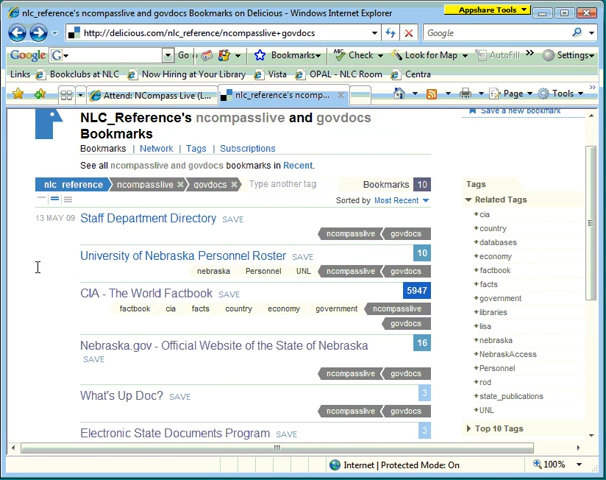 nlc_reference's ncompasslive and govdocs Bookmarks on Delicious - Windows Internet Explorer
Appshare Tools
http://delicious.com/nlc_reference/ncompasslive+govdocs
Google
Google Go Bookmarks Check Look for Map AutoFill Settings
Links Bookclubs at NLC Now Hiring at Your Library Vista OPAL - NLC Room Centra
Attend: NCompass Live (L... nlc_reference's ncomp... Page Tools
NLC_Reference's ncompasslive and govdocs
Bookmarks
Save a new bookmark
Bookmarks | Network | Tags | Subscriptions
See all ncompasslive and govdocs bookmarks in Recent.
nlc_reference ncompasslive govdocs Type another tag Bookmarks 10
Sorted by Most Recent
13 MAY 09 Staff Department Directory SAVE
ncompasslive govdocs
University of Nebraska Personnel Roster SAVE 10
nebraska Personnel UNL ncompasslive govdocs
CIA - The World Factbook SAVE 5947
factbook cia facts country economy government ncompasslive
govdocs
Nebraska.gov - Official Website of the State of Nebraska 16
SAVE
ncompasslive govdocs
What's Up Doc? SAVE 3
ncompasslive govdocs
Electronic State Documents Program SAVE 3
Tags
Related Tags
+cia
+country
+databases
+economy
+factbook
+facts
+government
+libraries
+lisa
+nebraska
+NebraskAccess
+Personnel
+rod
+state_publications
+UNL
Top 10 Tags
Internet | Protected Mode: On 100%